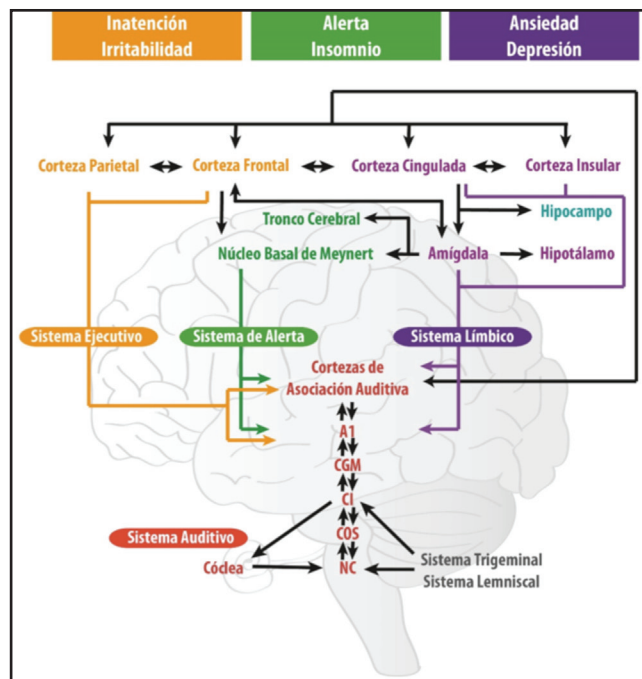 Inatención
Irritabilidad
Alerta
Insomnio
Ansiedad
Depresión
Corteza Parietal
Corteza Frontal
Corteza Cingulada
Corteza Insular
Tronco Cerebral
Hipocampo
Núcleo Basal de Meynert
Amígdala
Hipotálamo
Sistema Ejecutivo
Sistema de Alerta
Sistema Límbico
Cortezas de
Asociación Auditiva
A1
CGM
CI
COS
NC
Sistema Auditivo
Cóclea
Sistema Trigeminal
Sistema Lemniscal